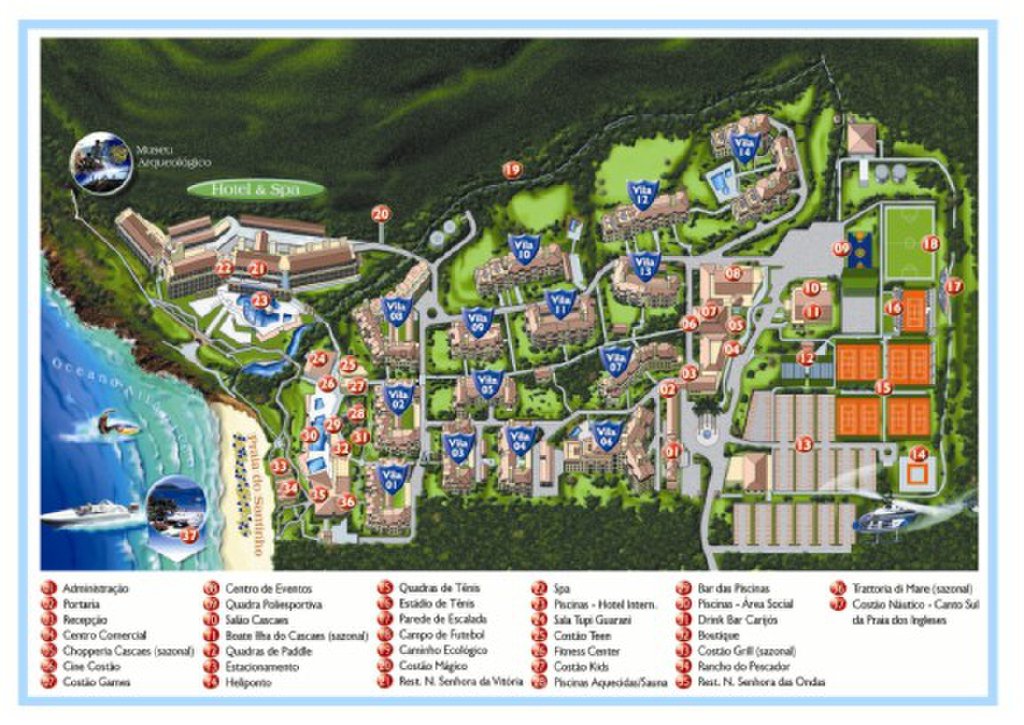 Museu
Arqueológico
Hotel & Spa
19
20
Vila
14
Vila
12
Vila
10
Vila
13
Vila
11
Vila
08
Vila
09
Vila
07
Vila
05
Vila
02
Vila
03
Vila
04
Vila
06
Vila
01
22
21
23
24
25
26
27
28
29
30
31
32
33
34
35
36
37
01
02
03
04
05
06
07
08
09
10
11
12
13
14
15
16
17
18
Oceano Atlântico
Praia do Santinho
01 Administração
02 Portaria
03 Recepção
04 Centro Comercial
05 Chopperia Cascaes (sazonal)
06 Cine Costão
07 Costão Games
08 Centro de Eventos
09 Quadra Poliesportiva
10 Salão Cascaes
11 Boate Ilha do Cascaes (sazonal)
12 Quadras de Paddle
13 Estacionamento
14 Heliponto
15 Quadras de Tênis
16 Estádio de Tênis
17 Parede de Escalada
18 Campo de Futebol
19 Caminho Ecológico
20 Costão Mágico
21 Rest. N. Senhora da Vitória
22 Spa
23 Piscinas - Hotel Intern.
24 Sala Tupi Guarani
25 Costão Teen
26 Fitness Center
27 Costão Kids
28 Piscinas Aquecidas/Sauna
29 Bar das Piscinas
30 Piscinas - Área Social
31 Drink Bar Carijós
32 Boutique
33 Costão Grill (sazonal)
34 Rancho do Pescador
35 Rest. N. Senhora das Ondas
36 Trattoria di Mare (sazonal)
37 Costão Náutico - Canto Sul
da Praia dos Ingleses